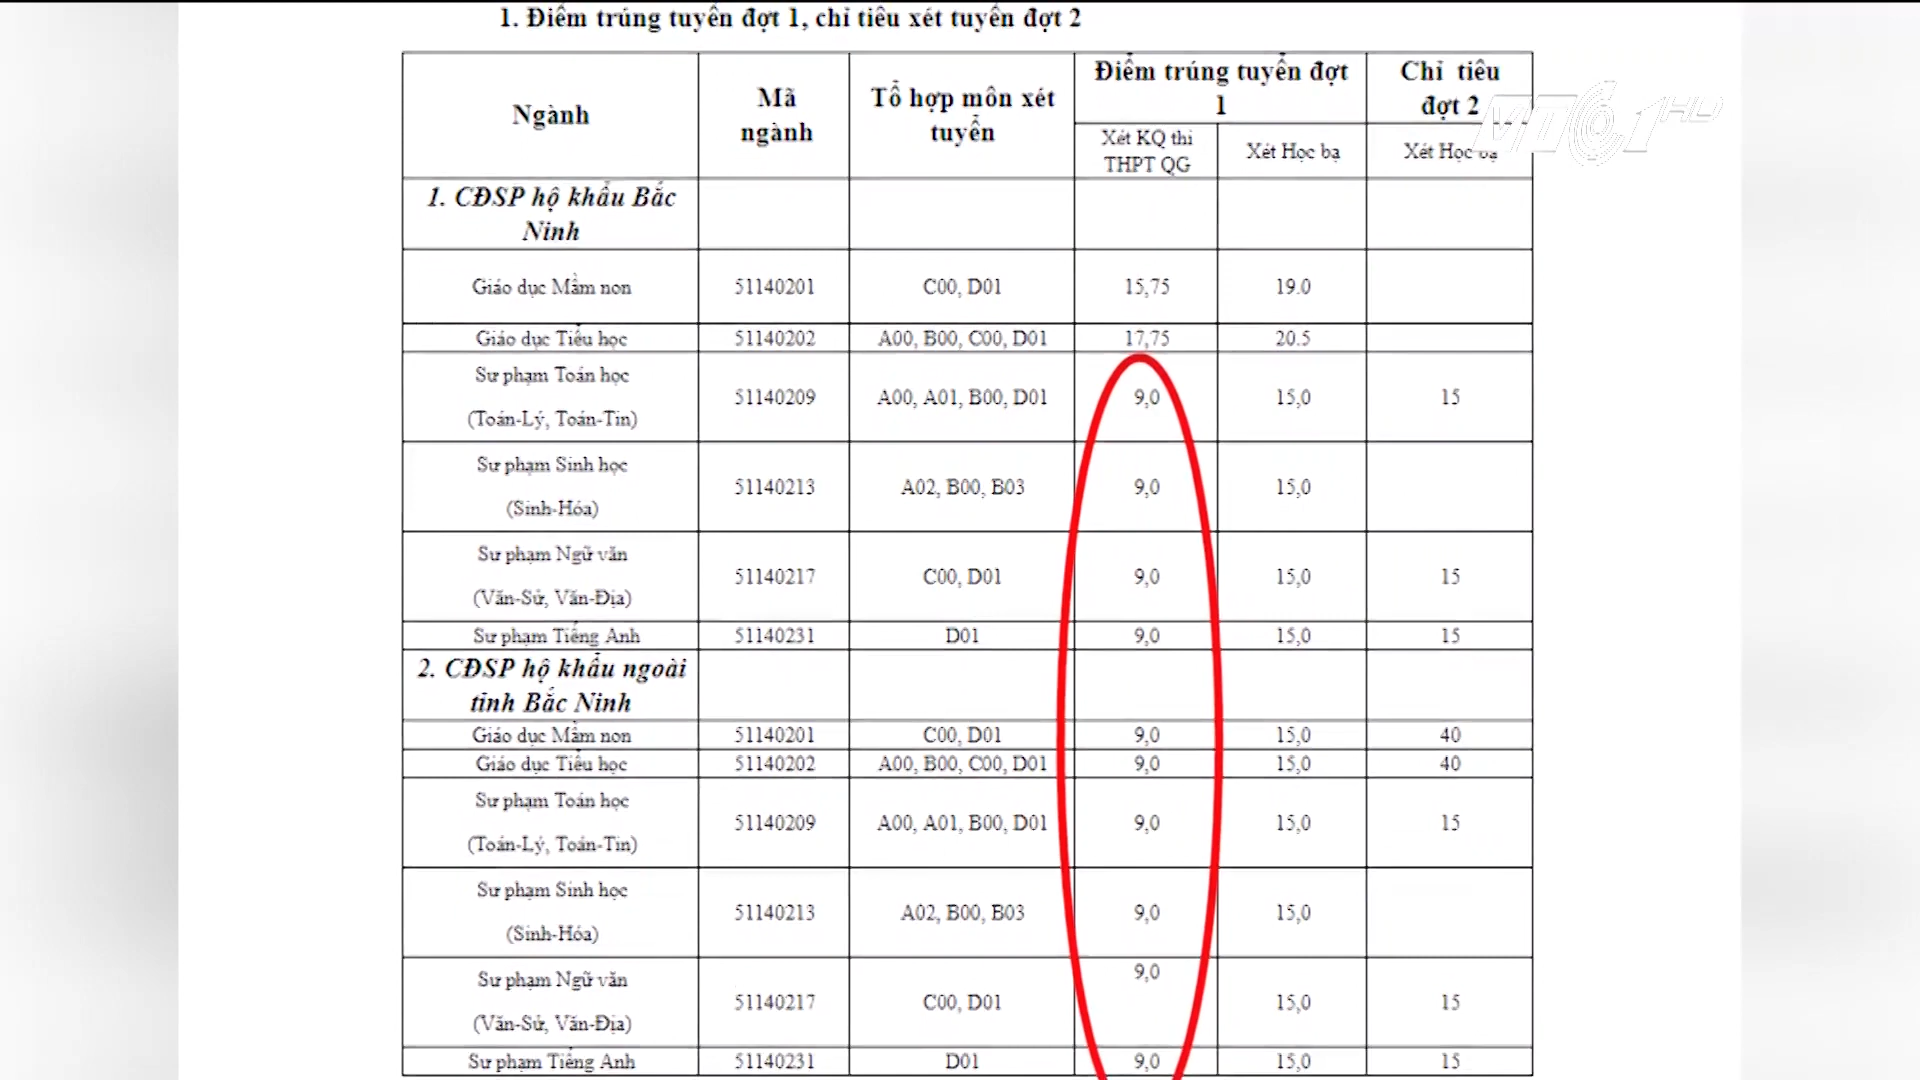 1. Điểm trúng tuyển đợt 1, chỉ tiêu xét tuyển đợt 2
Ngành
Mã ngành
Tổ hợp môn xét tuyển
Điểm trúng tuyển đợt 1
Chỉ tiêu đợt 2
Xét KQ thi THPT QG
Xét Học bạ
Xét Học bạ
VTC1 HD
1. CĐSP hộ khẩu Bắc Ninh
Giáo dục Mầm non 51140201 C00, D01 15,75 19.0
Giáo dục Tiểu học 51140202 A00, B00, C00, D01 17,75 20.5
Sư phạm Toán học
(Toán-Lý, Toán-Tin) 51140209 A00, A01, B00, D01 9,0 15,0 15
Sư phạm Sinh học
(Sinh-Hóa) 51140213 A02, B00, B03 9,0 15,0
Sư phạm Ngữ văn
(Văn-Sử, Văn-Địa) 51140217 C00, D01 9,0 15,0 15
Sư phạm Tiếng Anh 51140231 D01 9,0 15,0 15
2. CĐSP hộ khẩu ngoài tỉnh Bắc Ninh
Giáo dục Mầm non 51140201 C00, D01 9,0 15,0 40
Giáo dục Tiểu học 51140202 A00, B00, C00, D01 9,0 15,0 40
Sư phạm Toán học
(Toán-Lý, Toán-Tin) 51140209 A00, A01, B00, D01 9,0 15,0 15
Sư phạm Sinh học
(Sinh-Hóa) 51140213 A02, B00, B03 9,0 15,0
Sư phạm Ngữ văn
(Văn-Sử, Văn-Địa) 51140217 C00, D01 9,0 15,0 15
Sư phạm Tiếng Anh 51140231 D01 9,0 15,0 15